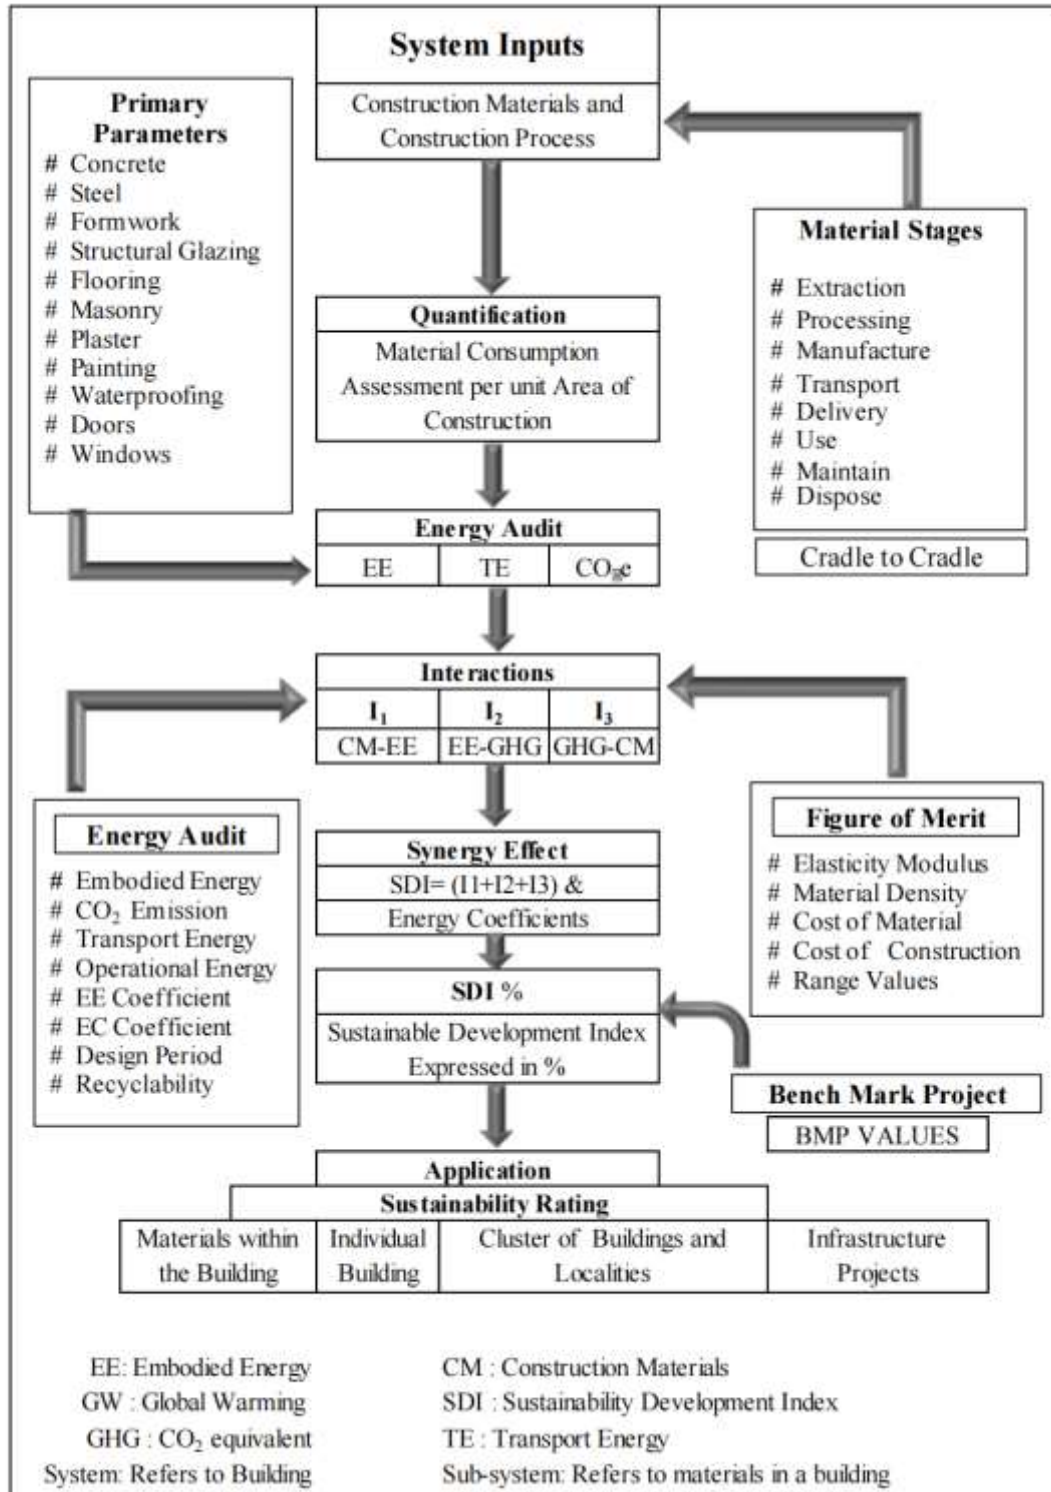 System Inputs
Construction Materials and
Construction Process
Primary
Parameters
# Concrete
# Steel
# Formwork
# Structural Glazing
# Flooring
# Masonry
# Plaster
# Painting
# Waterproofing
# Doors
# Windows
Material Stages
# Extraction
# Processing
# Manufacture
# Transport
# Delivery
# Use
# Maintain
# Dispose
Cradle to Cradle
Quantification
Material Consumption
Assessment per unit Area of
Construction
Energy Audit
EE TE CO₂e
Interactions
I₁ I₂ I₃
CM-EE EE-GHG GHG-CM
Energy Audit
# Embodied Energy
# CO₂ Emission
# Transport Energy
# Operational Energy
# EE Coefficient
# EC Coefficient
# Design Period
# Recyclability
Figure of Merit
# Elasticity Modulus
# Material Density
# Cost of Material
# Cost of Construction
# Range Values
Synergy Effect
SDI= (I1+I2+I3) &
Energy Coefficients
SDI %
Sustainable Development Index
Expressed in %
Bench Mark Project
BMP VALUES
Application
Sustainability Rating
Materials within
the Building
Individual
Building
Cluster of Buildings and
Localities
Infrastructure
Projects
EE: Embodied Energy
CM : Construction Materials
GW : Global Warming
SDI : Sustainability Development Index
GHG : CO₂ equivalent
TE : Transport Energy
System: Refers to Building
Sub-system: Refers to materials in a building